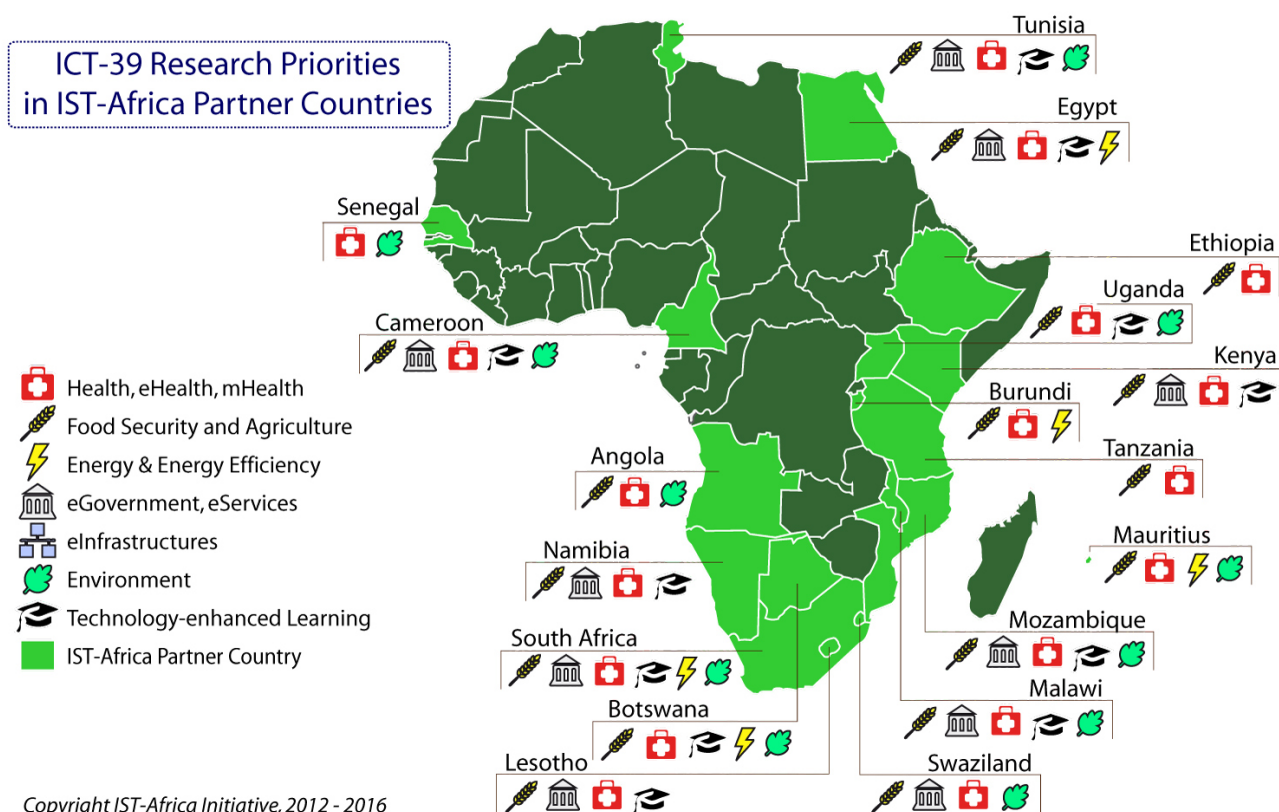 ICT-39 Research Priorities
in IST-Africa Partner Countries
Tunisia
Egypt
Senegal
Ethiopia
Uganda
Cameroon
Kenya
Burundi
Health, eHealth, mHealth
Food Security and Agriculture
Energy & Energy Efficiency
eGovernment, eServices
eInfrastructures
Environment
Technology-enhanced Learning
IST-Africa Partner Country
Angola
Tanzania
Namibia
Mauritius
South Africa
Mozambique
Botswana
Malawi
Lesotho
Swaziland
Copyright IST-Africa Initiative, 2012 - 2016